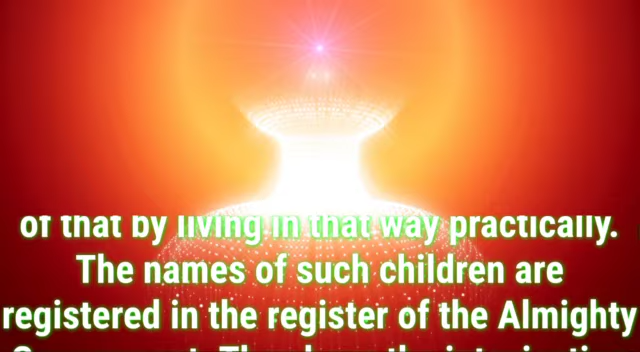 of that by living in that way practically.
The names of such children are
registered in the register of the Almighty